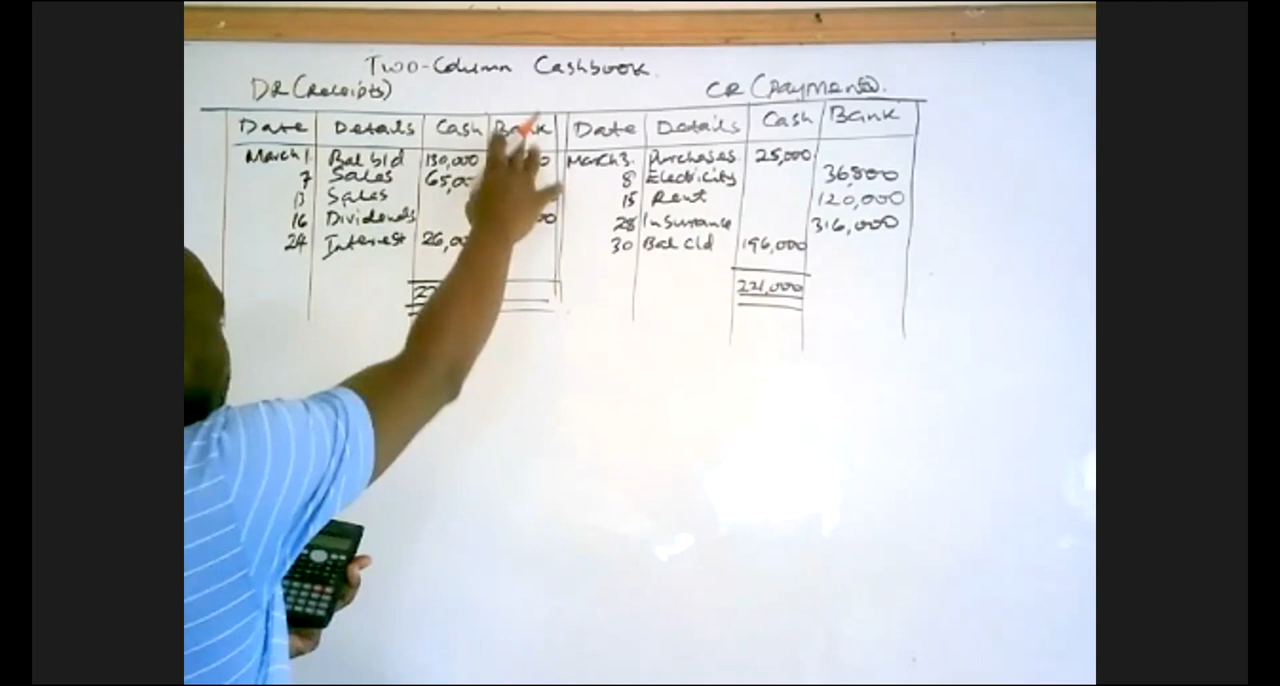 Two-Column Cashbook.
DR (Receipts) CR (Payments).
Date Details Cash Bank Date Details Cash Bank
March 1. Bal b/d 130,000 March 3. Purchases 25,000
7 Sales 8 Electricity 36,800
13 Sales 15 Rent 120,000
16 Dividends 28 Insurance 316,000
24 Interest 30 Bal c/d 196,000
221,000